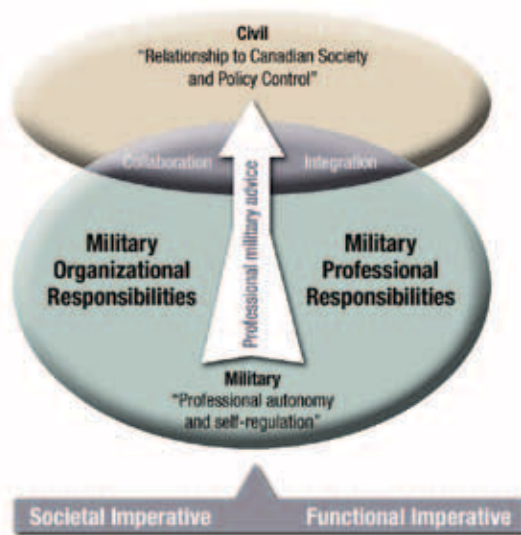 Civil
“Relationship to Canadian Society
and Policy Control”
Collaboration
Integration
Professional military advice
Military
Organizational
Responsibilities
Military
Professional
Responsibilities
Military
“Professional autonomy
and self-regulation”
Societal Imperative
Functional Imperative